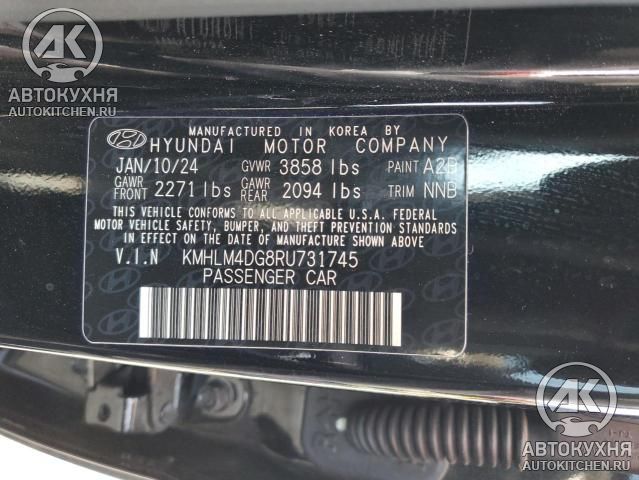 AK
АВТОКУХНЯ
AUTOKITCHEN.RU
MANUFACTURED IN KOREA BY
HYUNDAI MOTOR COMPANY
JAN/10/24 GVWR 3858 lbs PAINT A2B
GAWR FRONT 2271 lbs GAWR REAR 2094 lbs TRIM NNB
THIS VEHICLE CONFORMS TO ALL APPLICABLE U.S.A. FEDERAL
MOTOR VEHICLE SAFETY, BUMPER, AND THEFT PREVENTION STANDARDS
IN EFFECT ON THE DATE OF MANUFACTURE SHOWN ABOVE.
V.I.N KMHLM4DG8RU731745
PASSENGER CAR
AK
АВТОКУХНЯ
AUTOKITCHEN.RU